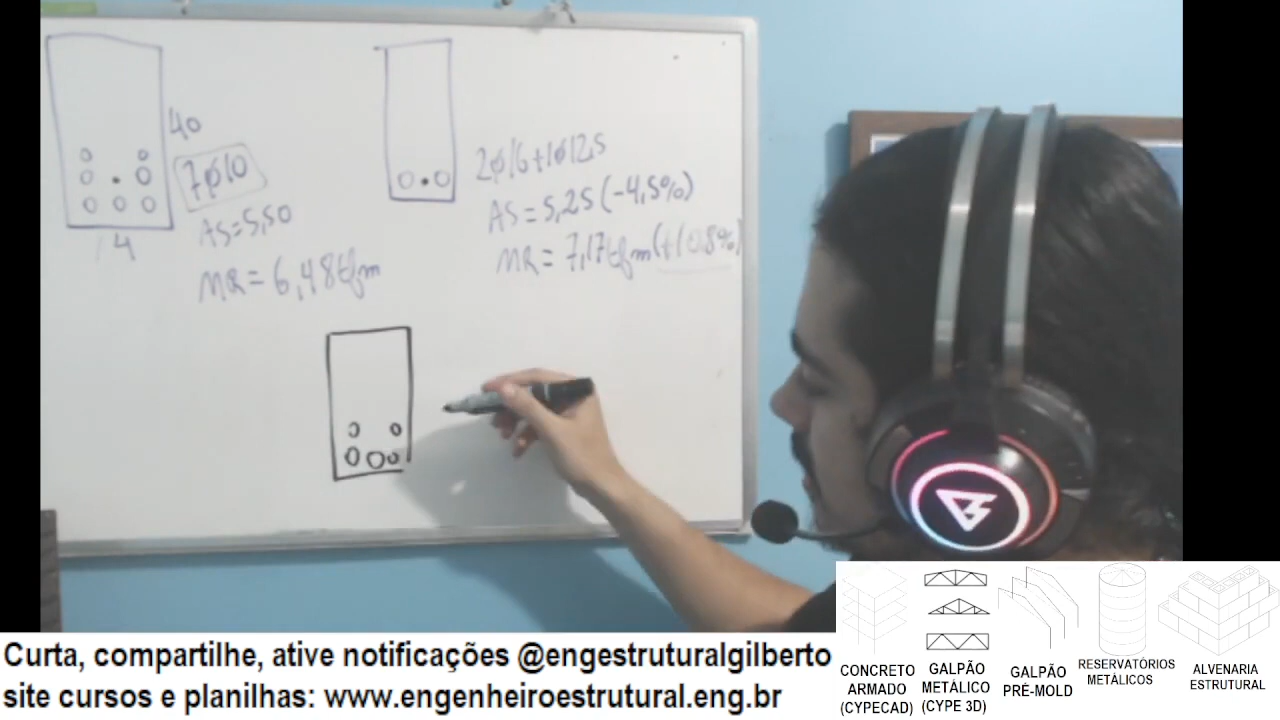 40
7ϕ10
AS=5,50
14
MR=6,48tfm
2ϕ16+1ϕ12,5
AS=5,25(-4,5%)
MR=7,17tfm(+10,8%)
Curta, compartilhe, ative notificações @engestruturalgilberto
site cursos e planilhas: www.engenheiroestrutural.eng.br
CONCRETO
ARMADO
(CYPECAD)
GALPÃO
METÁLICO
(CYPE 3D)
GALPÃO
PRÉ-MOLD
RESERVATÓRIOS
METÁLICOS
ALVENARIA
ESTRUTURAL